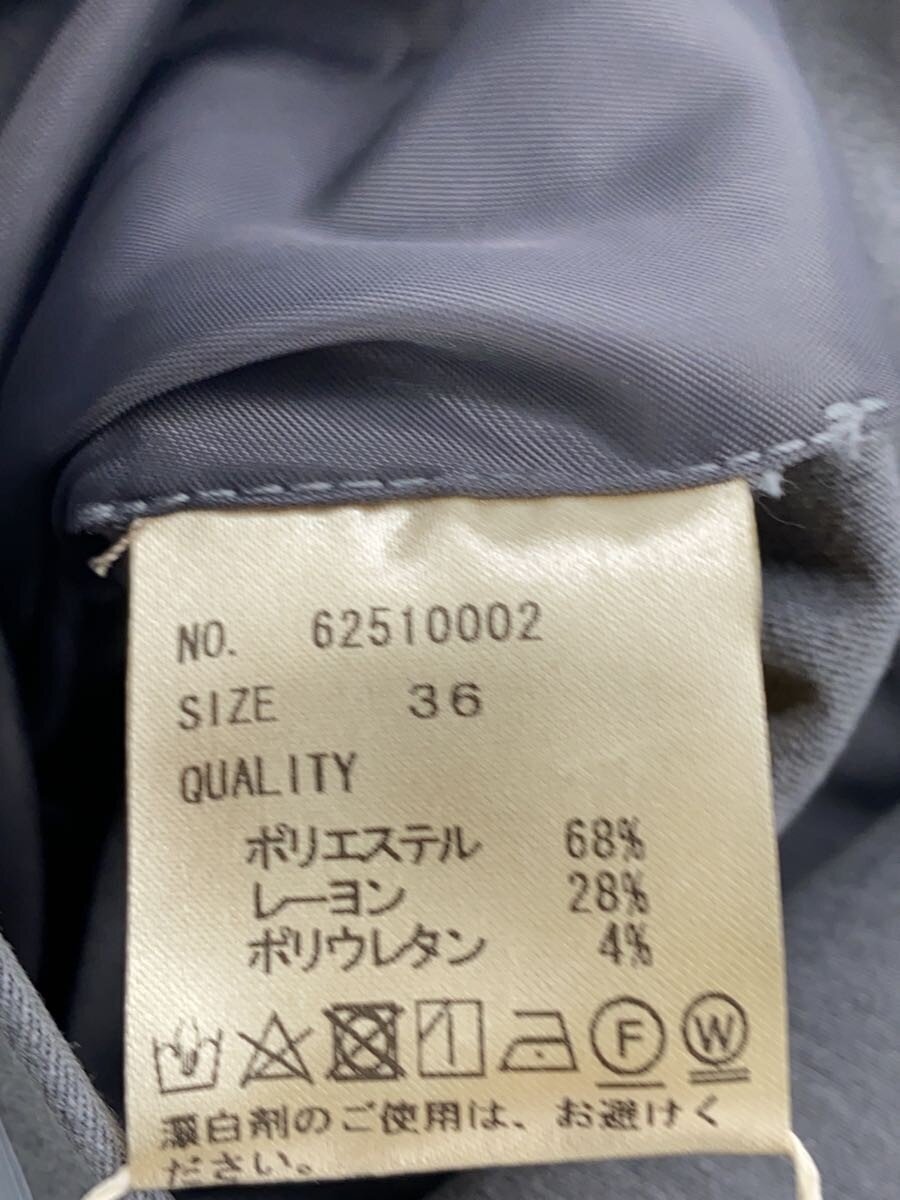 NO. 62510002
SIZE 36
QUALITY
ポリエステル 68%
レーヨン 28%
ポリウレタン 4%
F W
漂白剤のご使用は、お避けく
ださい。